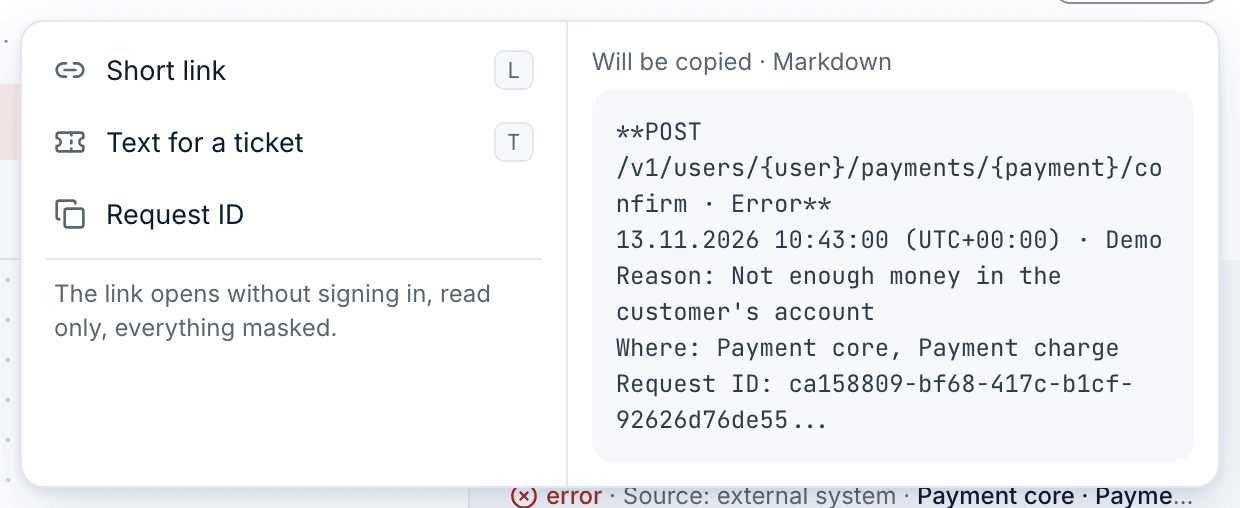 Short link
L
Text for a ticket
T
Request ID
The link opens without signing in, read
only, everything masked.
Will be copied · Markdown
**POST
/v1/users/{user}/payments/{payment}/co
nfirm · Error**
13.11.2026 10:43:00 (UTC+00:00) · Demo
Reason: Not enough money in the
customer's account
Where: Payment core, Payment charge
Request ID: ca158809-bf68-417c-b1cf-
92626d76de55...
error · Source: external system · Payment core · Payme...